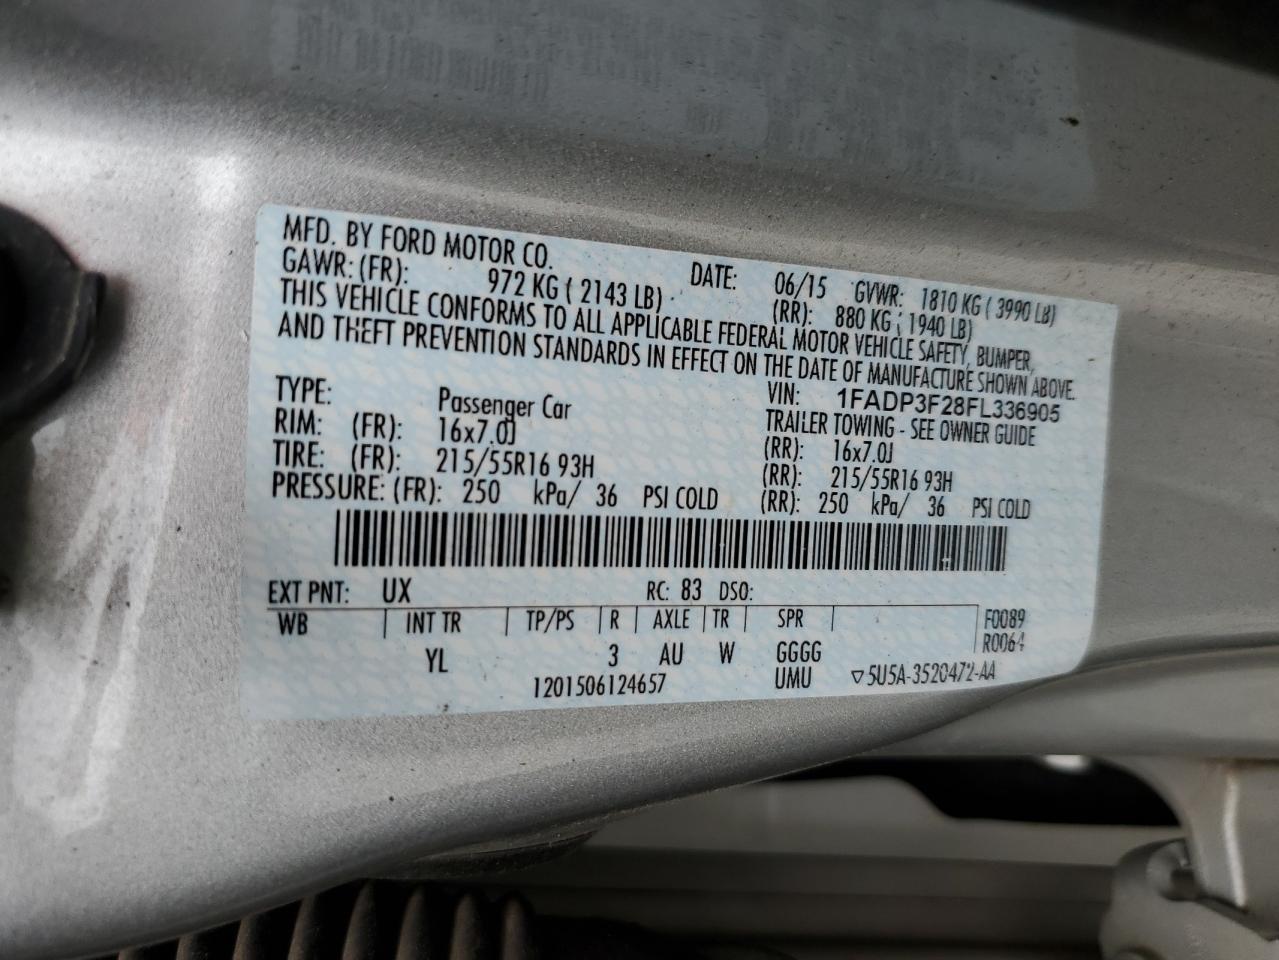 MFD. BY FORD MOTOR CO. DATE: 06/15 GVWR: 1810 KG ( 3990 LB)
GAWR: (FR): 972 KG ( 2143 LB) (RR): 880 KG ( 1940 LB)
THIS VEHICLE CONFORMS TO ALL APPLICABLE FEDERAL MOTOR VEHICLE SAFETY, BUMPER,
AND THEFT PREVENTION STANDARDS IN EFFECT ON THE DATE OF MANUFACTURE SHOWN ABOVE.
TYPE: Passenger Car VIN: 1FADP3F28FL336905
TRAILER TOWING - SEE OWNER GUIDE
RIM: (FR): 16x7.0J (RR): 16x7.0J
TIRE: (FR): 215/55R16 93H (RR): 215/55R16 93H
PRESSURE: (FR): 250 kPa/ 36 PSI COLD (RR): 250 kPa/ 36 PSI COLD
EXT PNT: UX RC: 83 DSO:
WB INT TR TP/PS R AXLE TR SPR F0089
R0064
YL 3 AU W GGGG
1201506124657 UMU ▽5U5A-3520472-AA